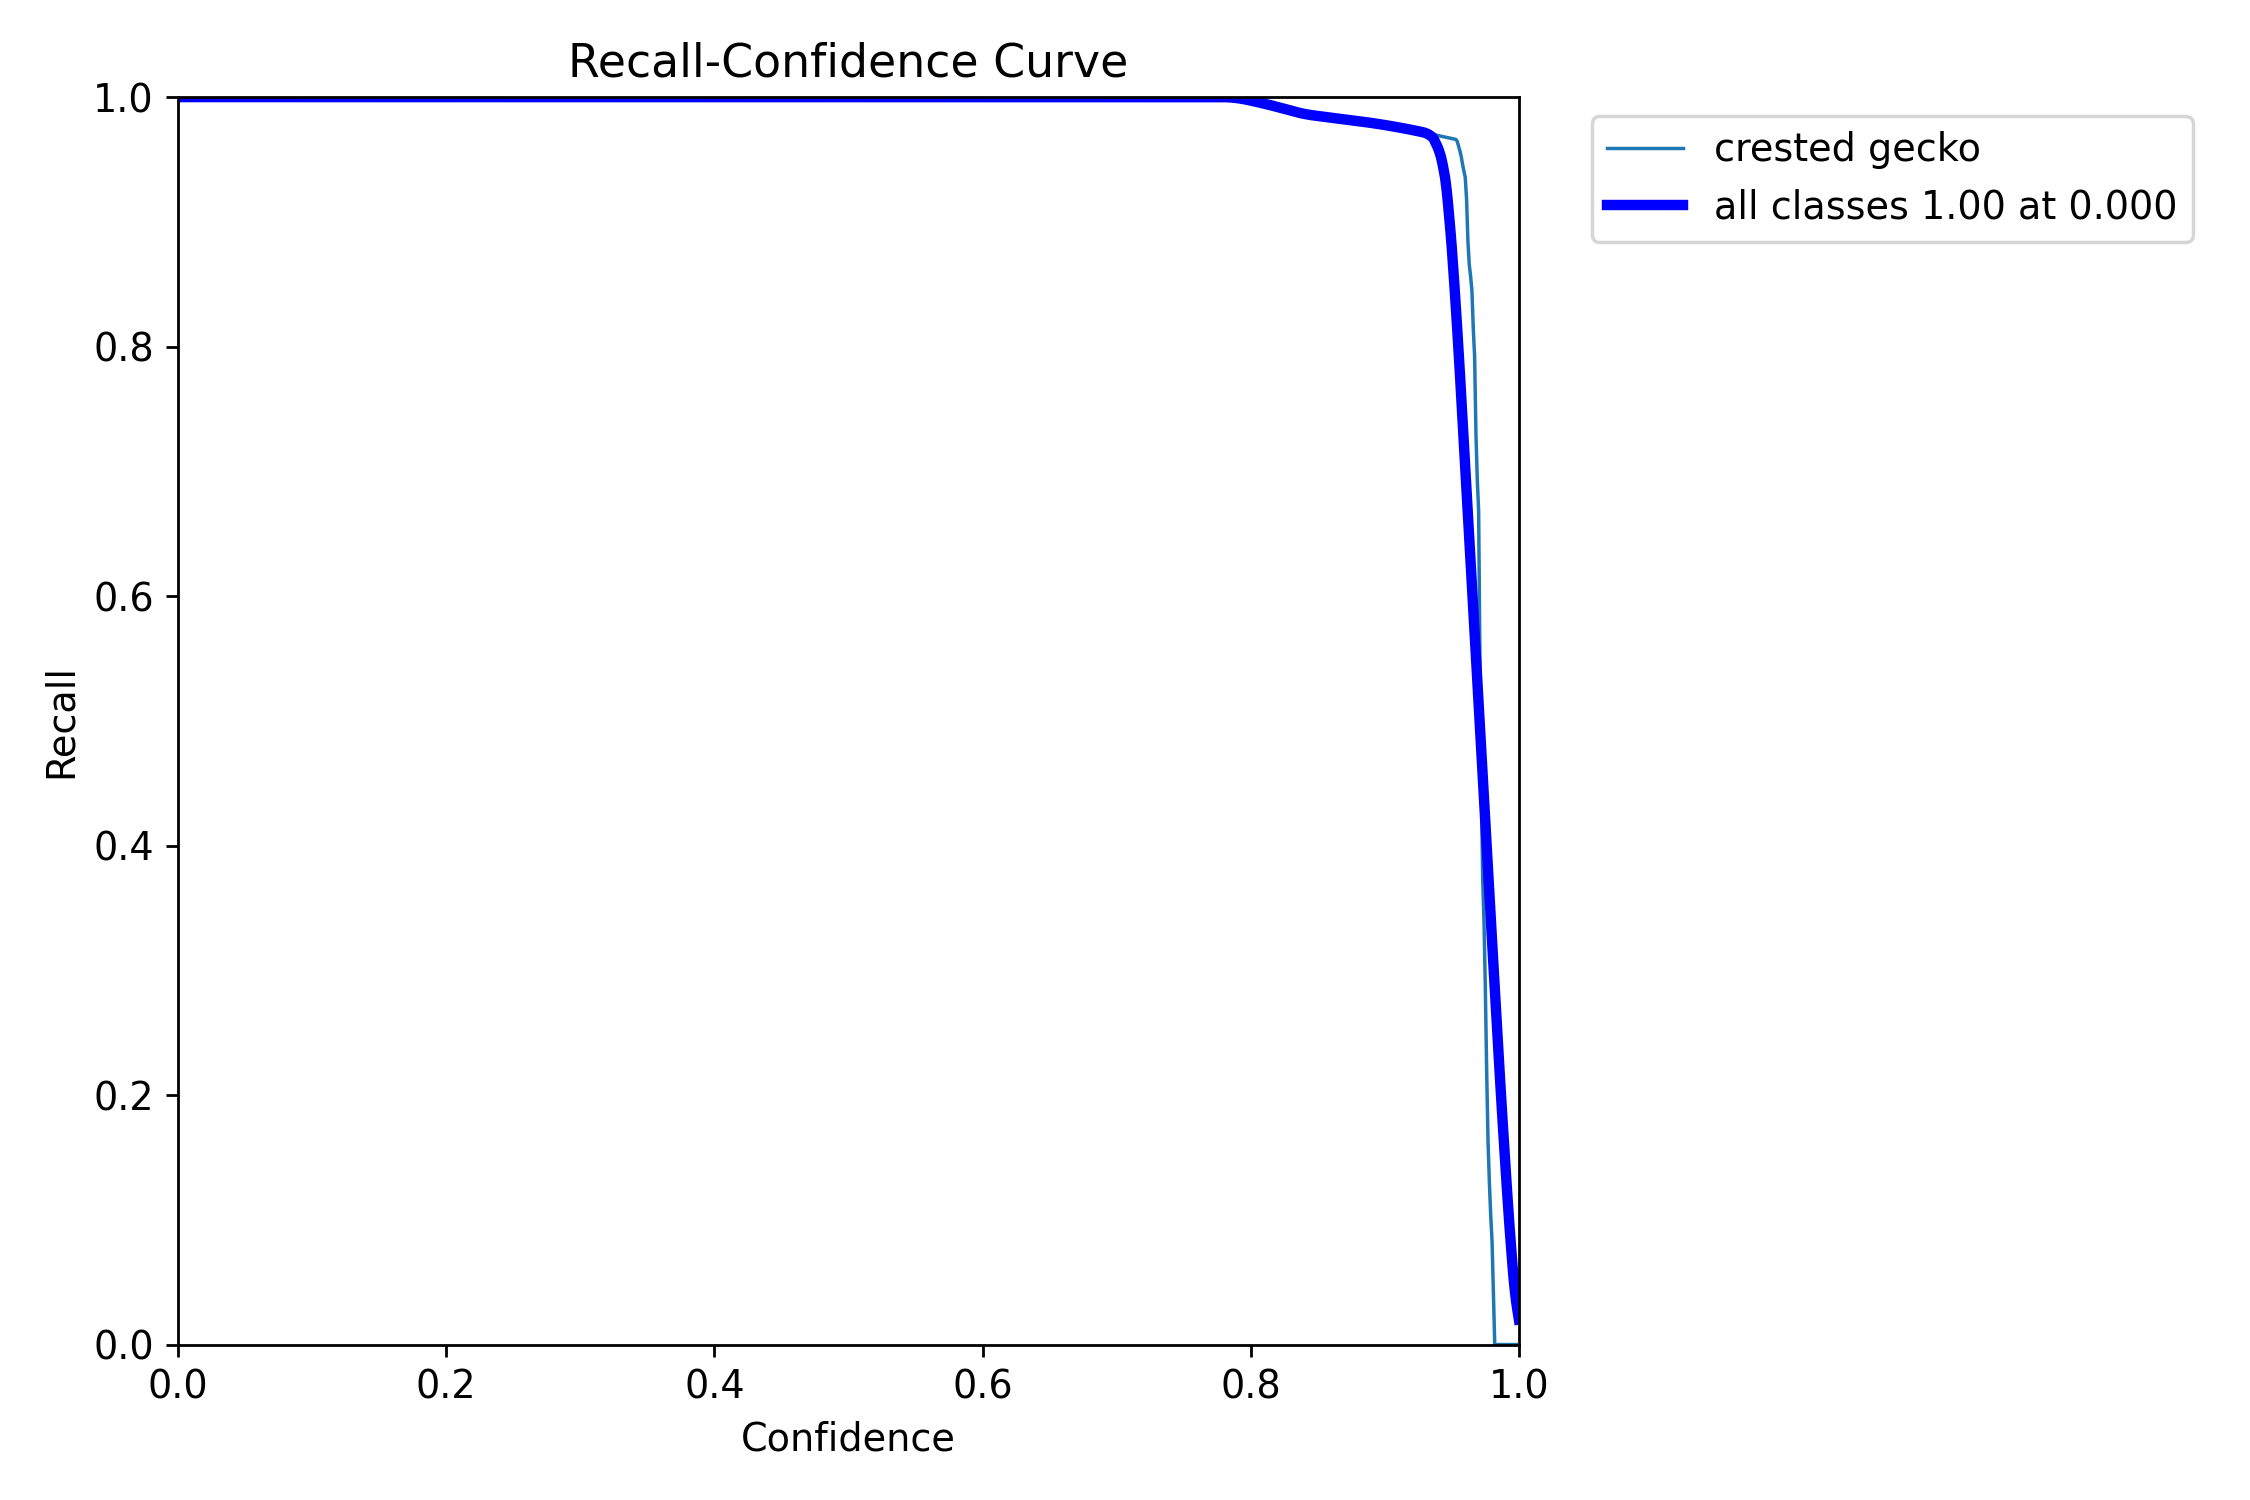 Recall-Confidence Curve
1.0
0.8
0.6
0.4
0.2
0.0
Recall
0.0 0.2 0.4 0.6 0.8 1.0
Confidence
crested gecko
all classes 1.00 at 0.000